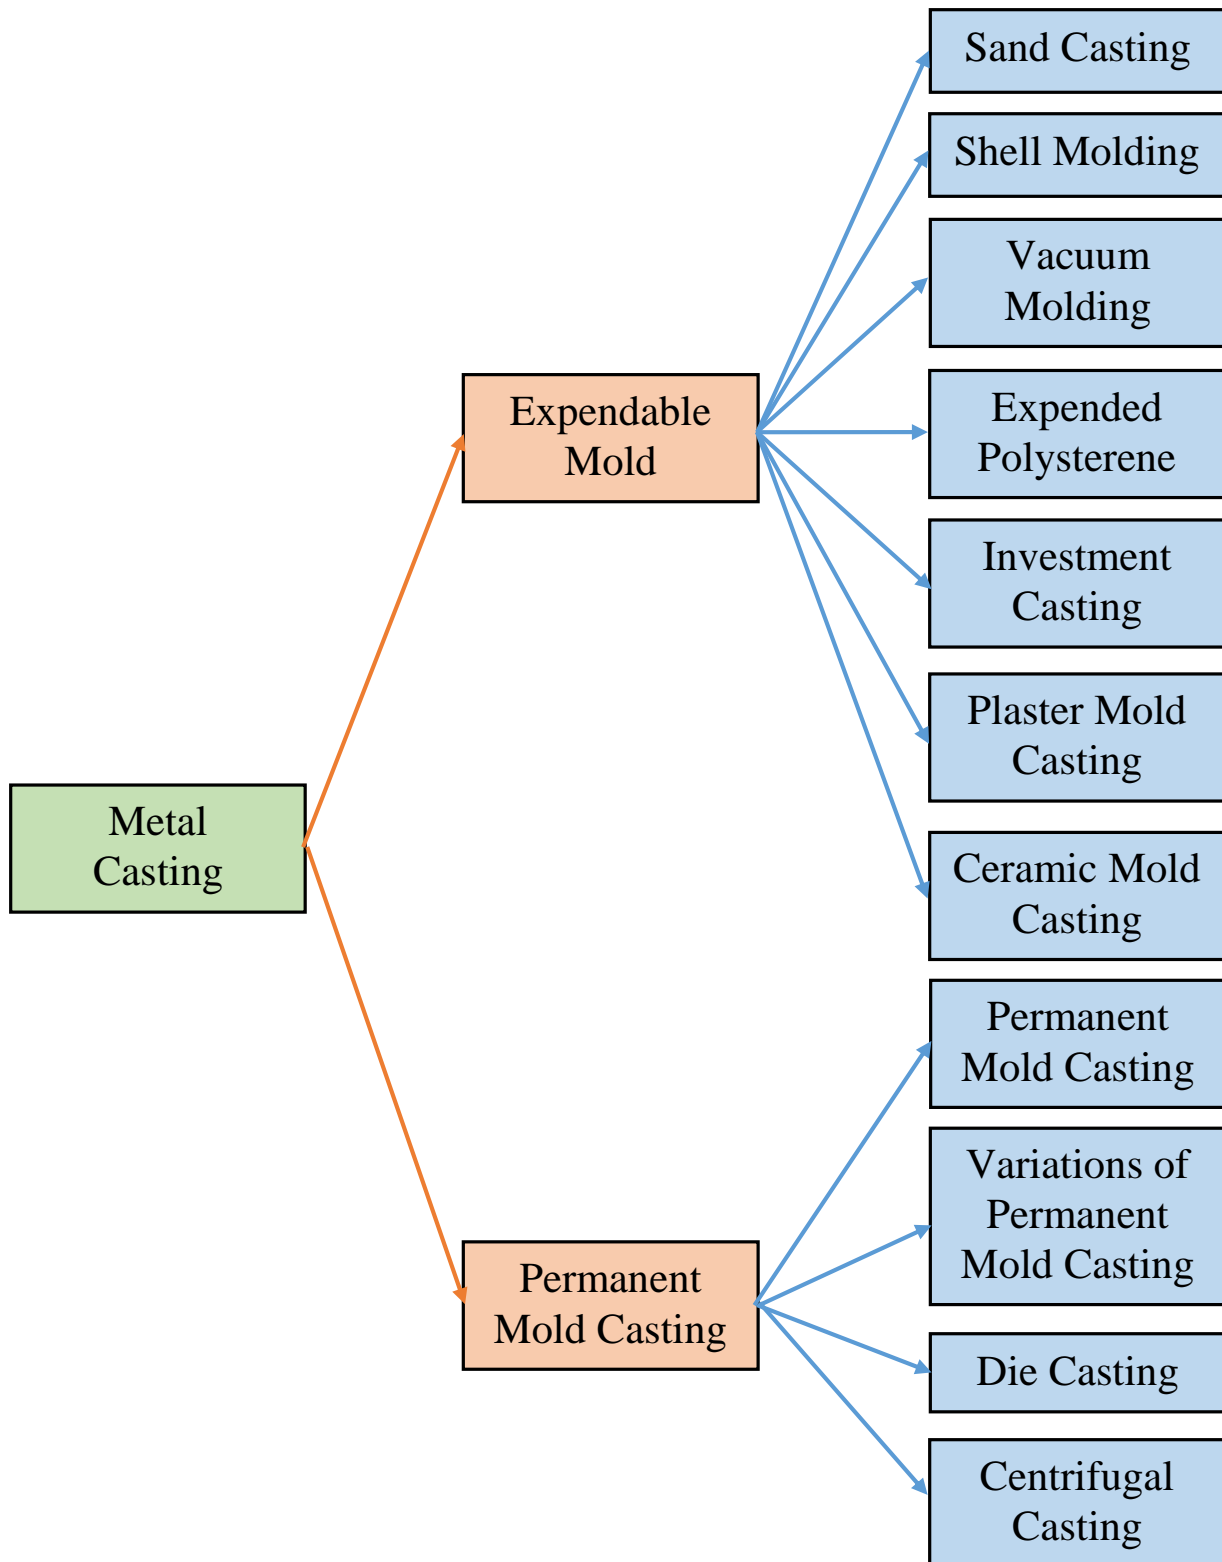 Sand Casting
Shell Molding
Vacuum
Molding
Expendable
Mold
Expended
Polysterene
Investment
Casting
Plaster Mold
Casting
Metal
Casting
Ceramic Mold
Casting
Permanent
Mold Casting
Variations of
Permanent
Mold Casting
Permanent
Mold Casting
Die Casting
Centrifugal
Casting